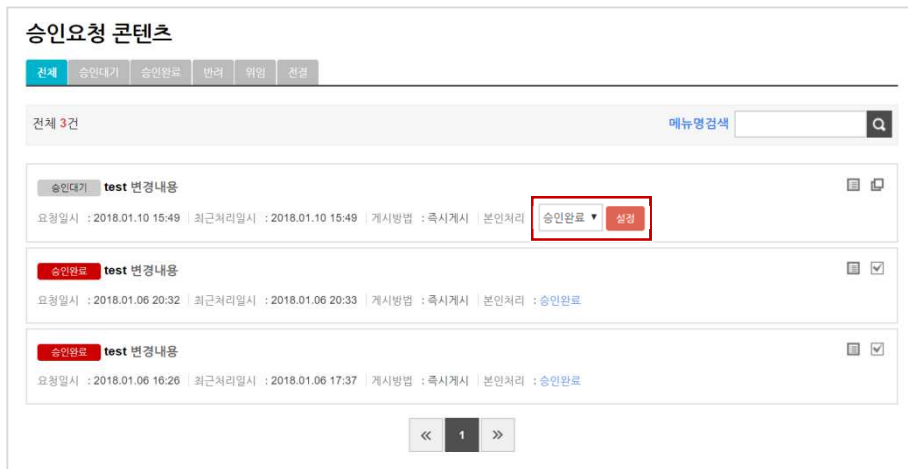 승인요청 콘텐츠
전체 승인대기 승인완료 반려 위임 전결
전체 3건 메뉴명검색
승인대기 test 변경내용
요청일시 : 2018.01.10 15:49 최근처리일시 : 2018.01.10 15:49 게시방법 : 즉시게시 본인처리 승인완료 ▼ 설정
승인완료 test 변경내용
요청일시 : 2018.01.06 20:32 최근처리일시 : 2018.01.06 20:33 게시방법 : 즉시게시 본인처리 : 승인완료
승인완료 test 변경내용
요청일시 : 2018.01.06 16:26 최근처리일시 : 2018.01.06 17:37 게시방법 : 즉시게시 본인처리 : 승인완료
« 1 »